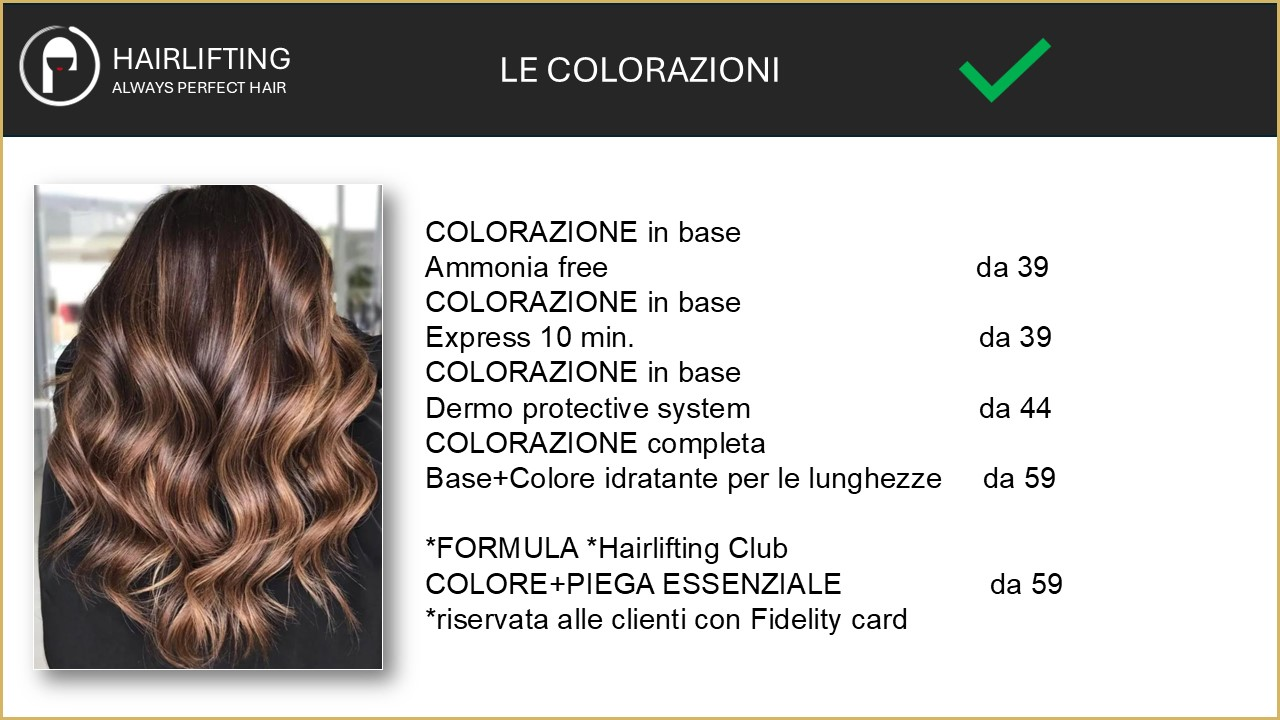 HAIRLIFTING
ALWAYS PERFECT HAIR
LE COLORAZIONI
COLORAZIONE in base
Ammonia free da 39
COLORAZIONE in base
Express 10 min. da 39
COLORAZIONE in base
Dermo protective system da 44
COLORAZIONE completa
Base+Colore idratante per le lunghezze da 59
*FORMULA *Hairlifting Club
COLORE+PIEGA ESSENZIALE da 59
*riservata alle clienti con Fidelity card